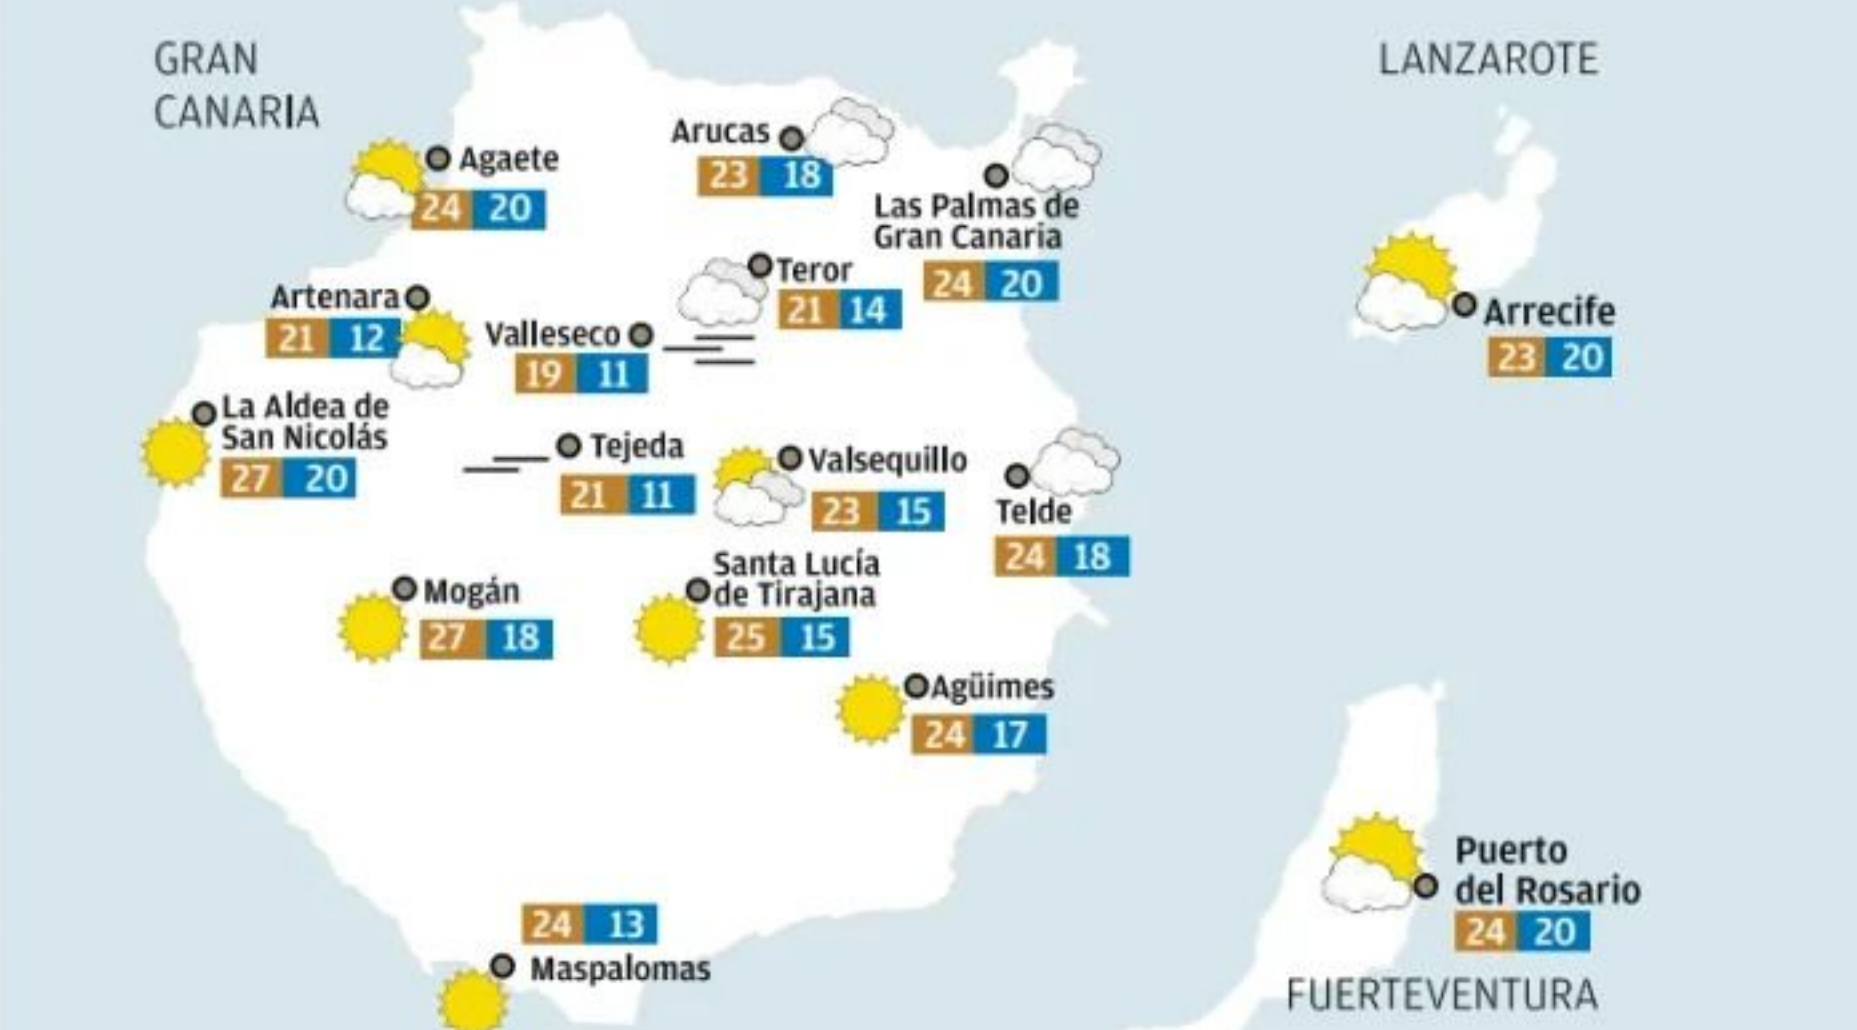 GRAN
CANARIA
LANZAROTE
Agaete
24 20
Arucas
23 18
Las Palmas de
Gran Canaria
24 20
Teror
21 14
Artenara
21 12
Valleseco
19 11
Arrecife
23 20
La Aldea de
San Nicolás
27 20
Tejeda
21 11
Valsequillo
23 15
Telde
24 18
Mogán
27 18
Santa Lucía
de Tirajana
25 15
Agüimes
24 17
Puerto
del Rosario
24 20
24 13
Maspalomas
FUERTEVENTURA